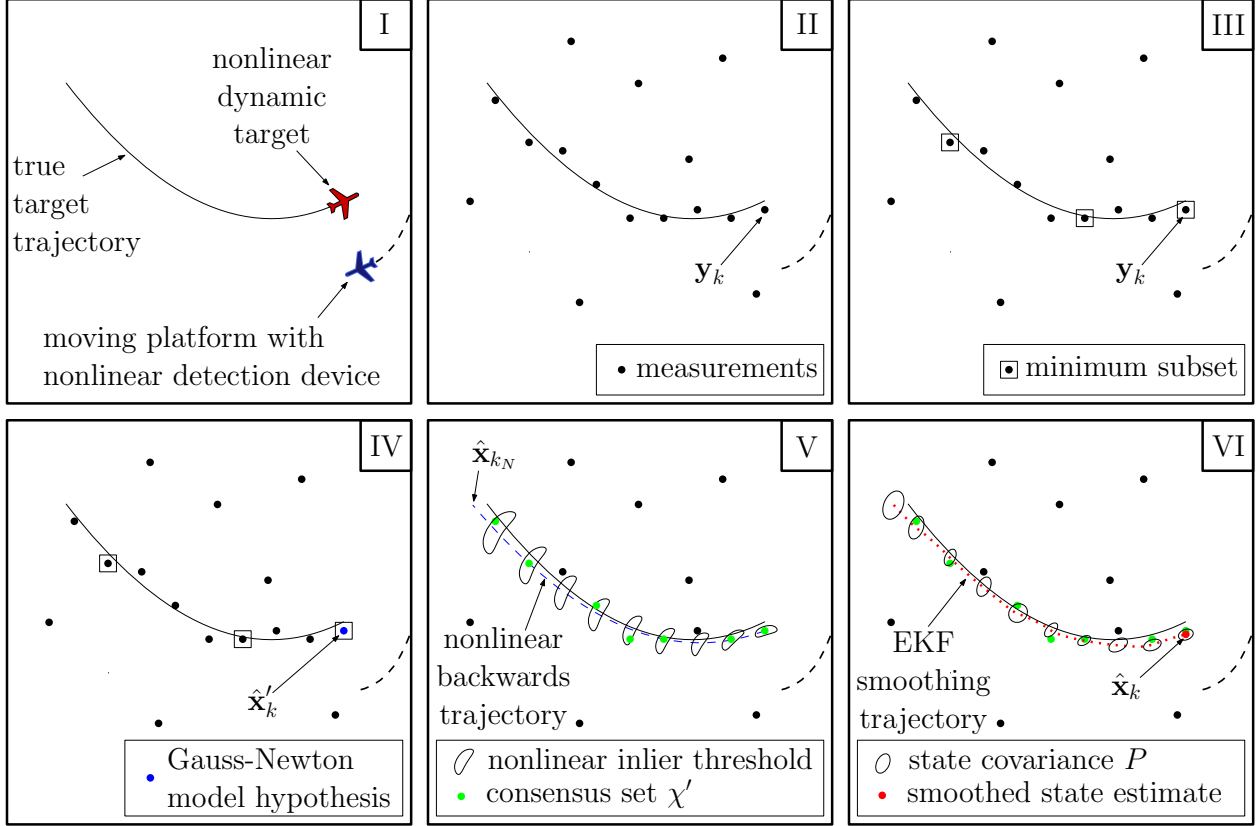 I
nonlinear
dynamic
target
true
target
trajectory
moving platform with
nonlinear detection device
II
y_k
measurements
III
y_k
minimum subset
IV
x̂′_k
Gauss-Newton
model hypothesis
V
x̂_{k_N}
nonlinear
backwards
trajectory
nonlinear inlier threshold
consensus set χ′
VI
EKF
smoothing
trajectory
x̂_k
state covariance P
smoothed state estimate